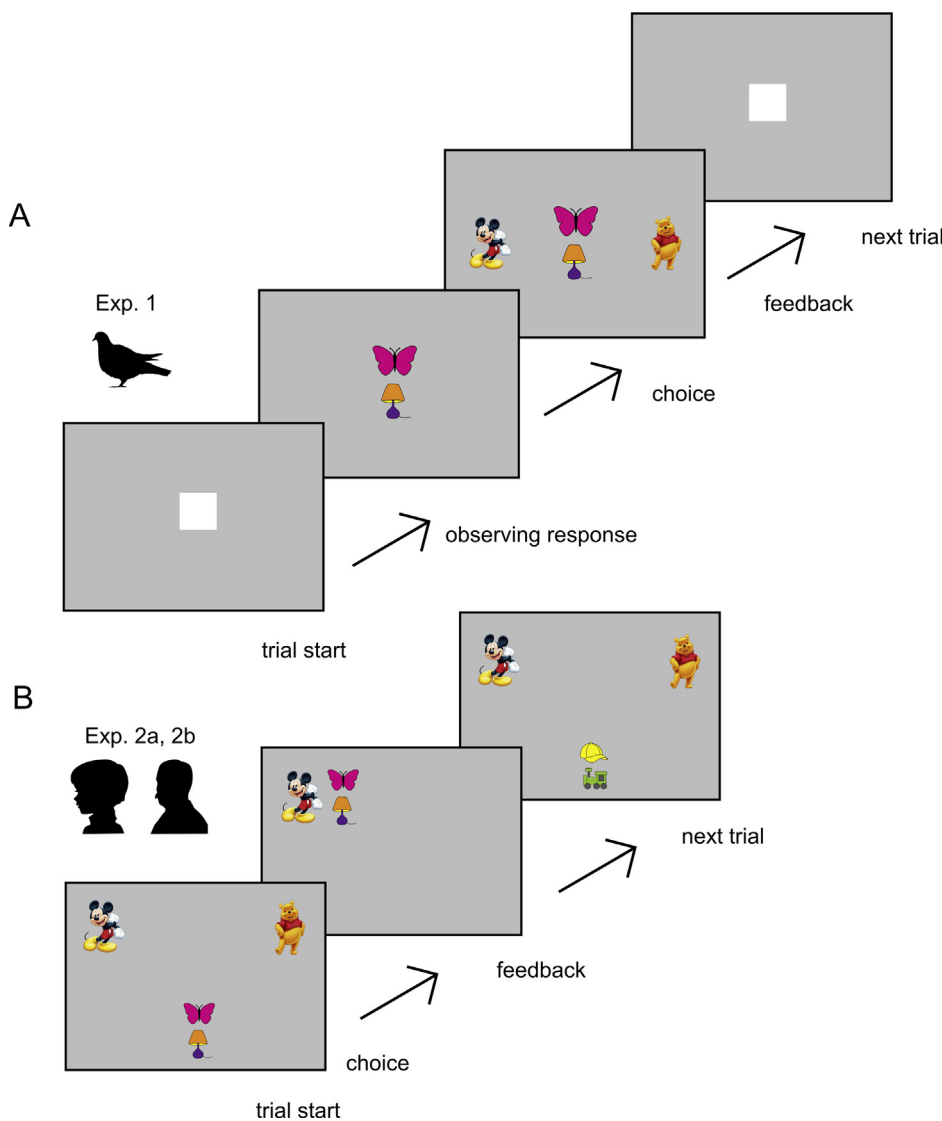 A
Exp. 1
next trial
feedback
choice
observing response
trial start
B
Exp. 2a, 2b
next trial
feedback
choice
trial start